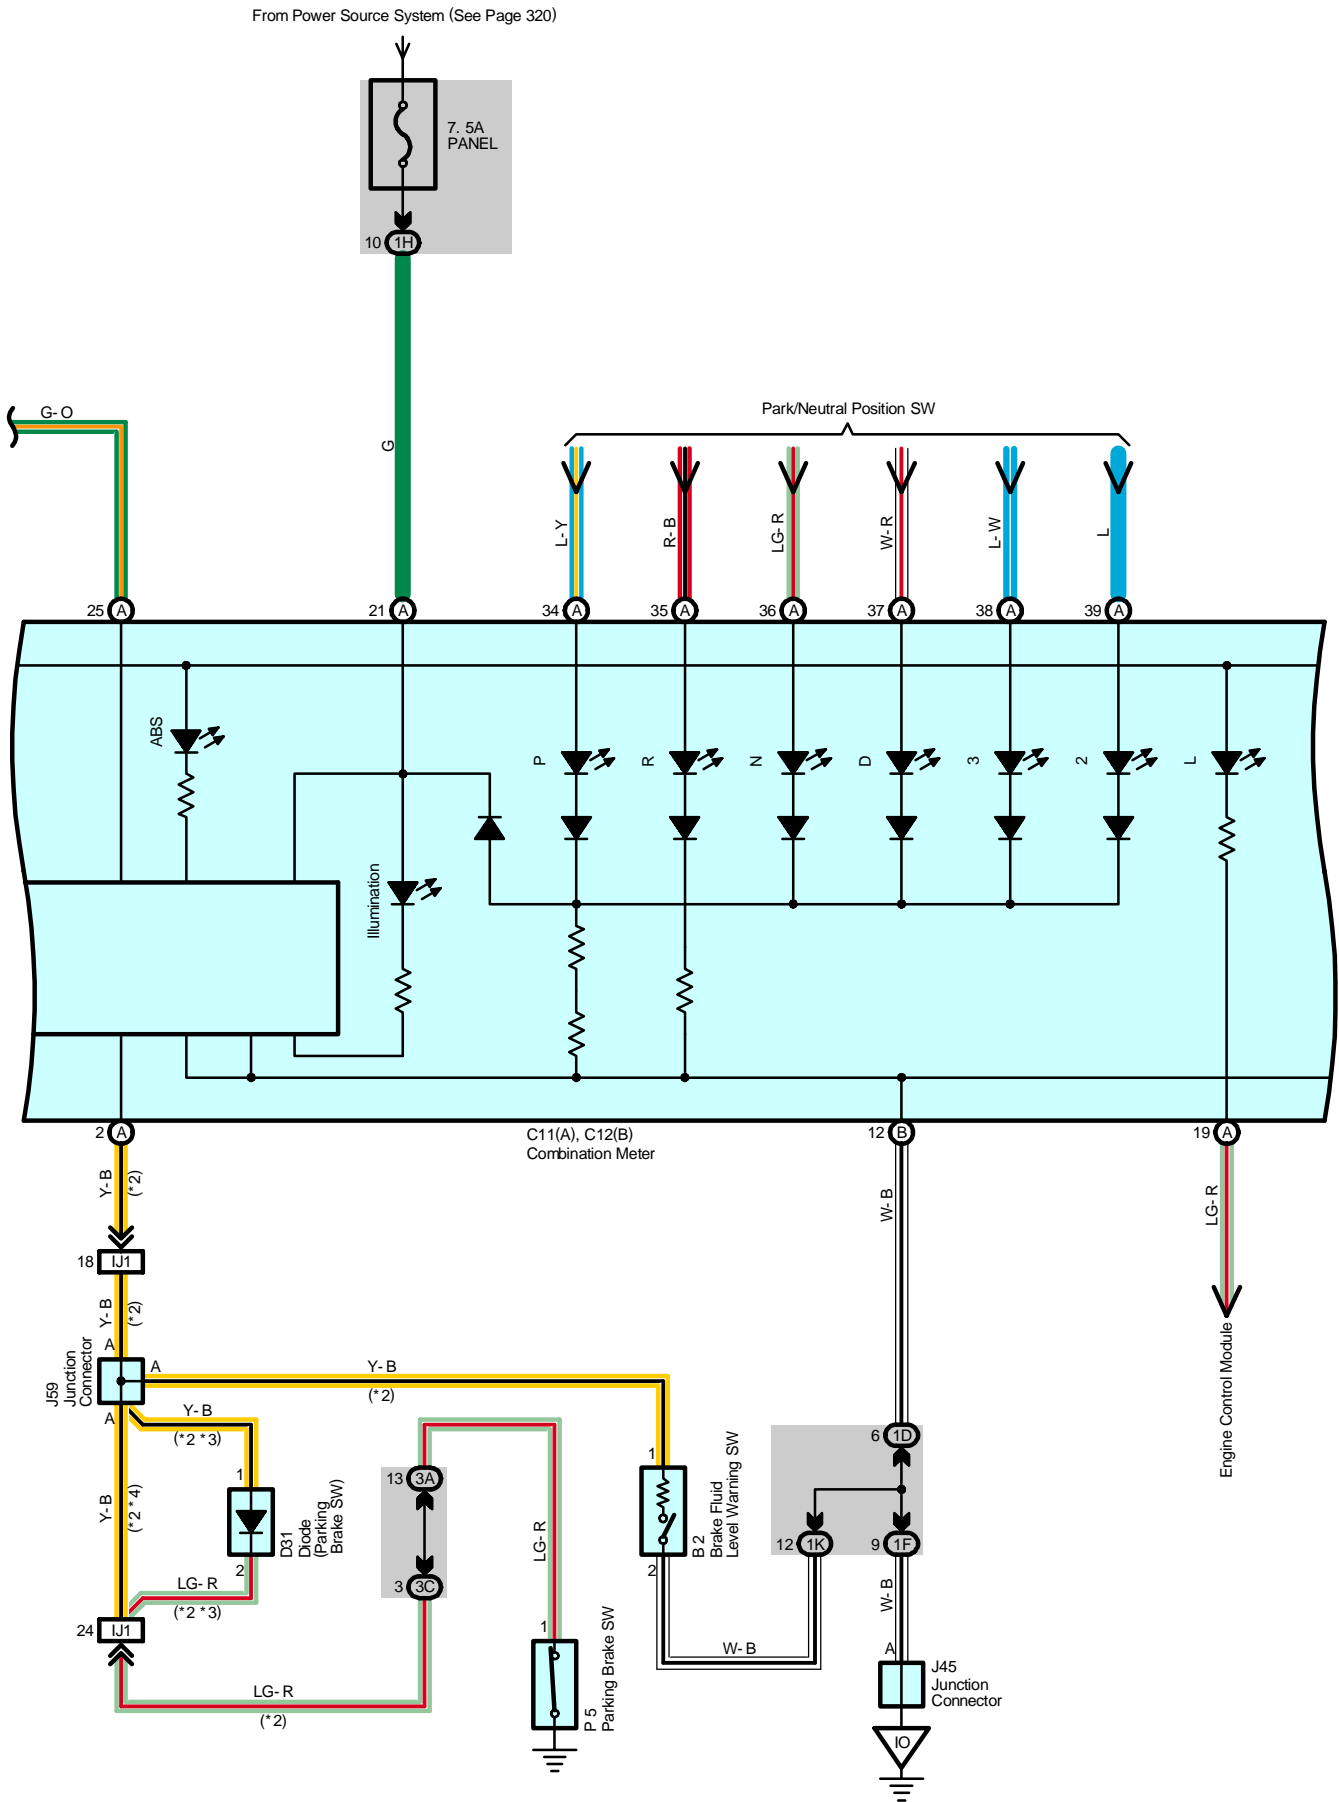 From Power Source System (See Page 320)
7. 5A
PANEL
10 1H
G- O
G
Park/Neutral Position SW
L- Y
R- B
LG- R
W- R
L- W
L
25 A
21 A
34 A
35 A
36 A
37 A
38 A
39 A
ABS
P
R
N
D
3
2
L
Illumination
2 A
C11(A), C12(B)
Combination Meter
12 B
19 A
Y- B
(*2)
W- B
LG- R
18 IJ1
Y- B
(*2)
Engine Control Module
A
J59
Junction
Connector
A
Y- B
(*2)
A
Y- B
(*2 *3)
Y- B
(*2 *4)
1
D31
Diode
(Parking
Brake SW)
2
LG- R
(*2 *3)
13 3A
3 3C
LG- R
1
B 2
Brake Fluid
Level Warning SW
2
6 1D
12 1K
9 1F
24 IJ1
LG- R
(*2)
1
P 5
Parking Brake SW
W- B
W- B
A
J45
Junction
Connector
IO